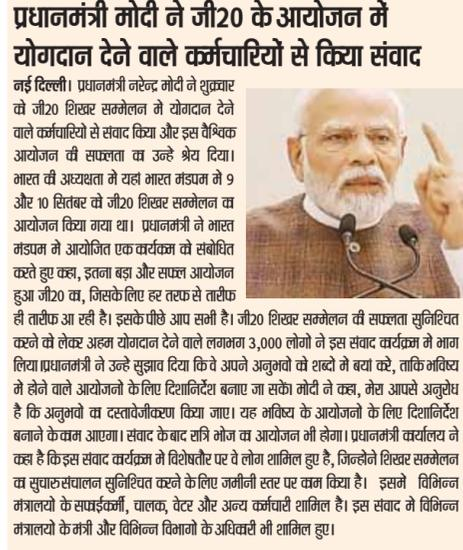 प्रधानमंत्री मोदी ने जी20 के आयोजन में
योगदान देने वाले कर्मचारियों से किया संवाद
नई दिल्ली। प्रधानमंत्री नरेन्द्र मोदी ने शुक्रवार
को जी20 शिखर सम्मेलन मे योगदान देने
वाले कर्मचारियो से संवाद किया और इस वैश्विक
आयोजन की सफलता का उन्हे श्रेय दिया।
भारत की अध्यक्षता मे यहां भारत मंडपम मे 9
और 10 सितंबर को जी20 शिखर सम्मेलन का
आयोजन किया गया था। प्रधानमंत्री ने भारत
मंडपम मे आयोजित एक कार्यक्रम को संबोधित
करते हुए कहा, इतना बड़ा और सफल आयोजन
हुआ जी20 का, जिसके लिए हर तरफ से तारीफ
ही तारीफ आ रही है। इसके पीछे आप सभी है। जी20 शिखर सम्मेलन की सफलता सुनिश्चित
करने को लेकर अहम योगदान देने वाले लगभग 3,000 लोगो ने इस संवाद कार्यक्रम मे भाग
लिया।प्रधानमंत्री ने उन्हे सुझाव दिया कि वे अपने अनुभवो को शब्दो मे बयां करे, ताकि भविष्य
मे होने वाले आयोजनो के लिए दिशानिर्देश बनाए जा सकें। मोदी ने कहा, मेरा आपसे अनुरोध
है कि अनुभवो का दस्तावेजीकरण किया जाए। यह भविष्य के आयोजनो के लिए दिशानिर्देश
बनाने के काम आएगा। संवाद के बाद रात्रि भोज का आयोजन भी होगा। प्रधानमंत्री कार्यालय ने
कहा है कि इस संवाद कार्यक्रम मे विशेषतौर पर वे लोग शामिल हुए है, जिन्होने शिखर सम्मेलन
का सुचारु संचालन सुनिश्चित करने के लिए जमीनी स्तर पर काम किया है। इसमे विभिन्न
मंत्रालयो के सफाईकर्मी, चालक, वेटर और अन्य कर्मचारी शामिल है। इस संवाद मे विभिन्न
मंत्रालयो के मंत्री और विभिन्न विभागो के अधिकारी भी शामिल हुए।